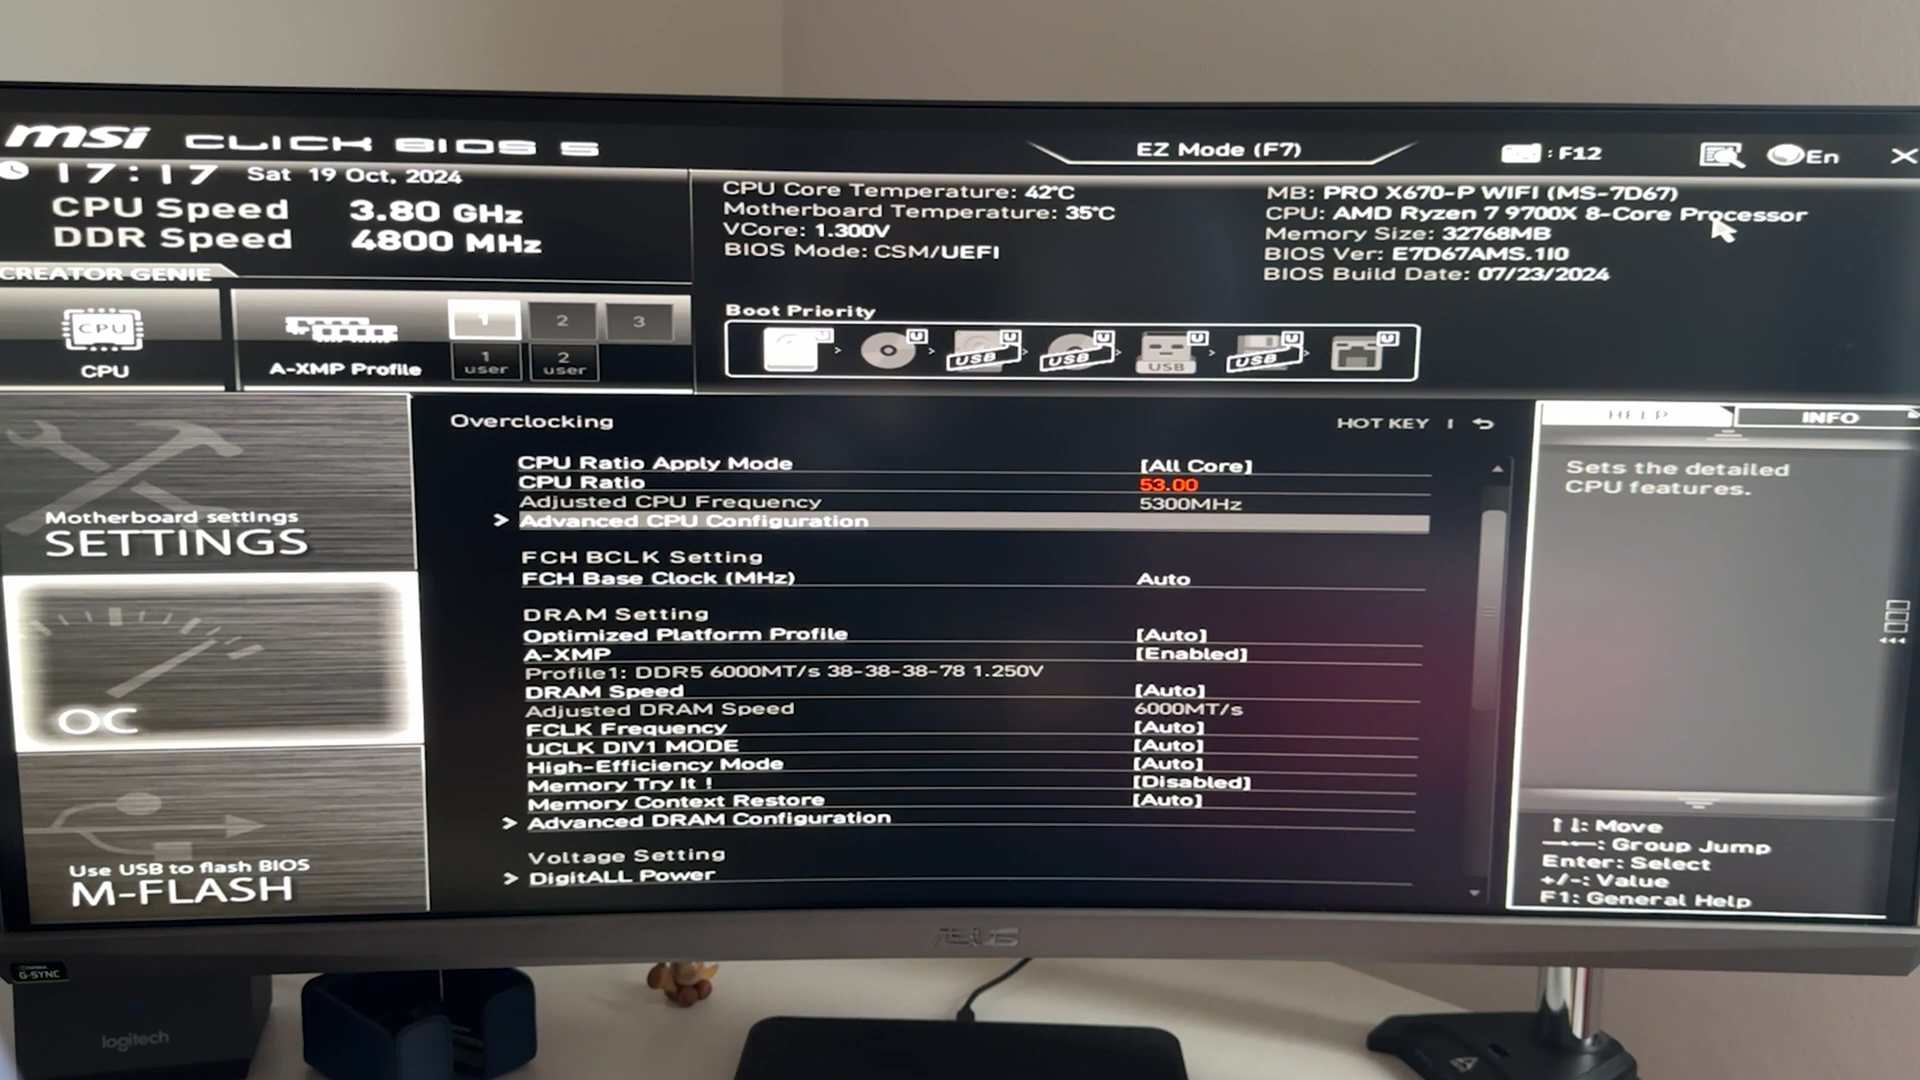 msi CLICK BIOS 5
EZ Mode (F7)
: F12
En
17:17 Sat 19 Oct, 2024
CPU Speed 3.80 GHz
DDR Speed 4800 MHz
CPU Core Temperature: 42°C
Motherboard Temperature: 35°C
VCore: 1.300V
BIOS Mode: CSM/UEFI
MB: PRO X670-P WIFI (MS-7D67)
CPU: AMD Ryzen 7 9700X 8-Core Processor
Memory Size: 32768MB
BIOS Ver: E7D67AMS.1I0
BIOS Build Date: 07/23/2024
CREATOR GENIE
CPU
CPU
A-XMP Profile
1 2 3
1 user
2 user
Boot Priority
U U U U U U U
USB USB USB USB
Motherboard settings
SETTINGS
OC
Use USB to flash BIOS
M-FLASH
Overclocking
HOT KEY
CPU Ratio Apply Mode [All Core]
CPU Ratio 53.00
Adjusted CPU Frequency 5300MHz
> Advanced CPU Configuration
FCH BCLK Setting
FCH Base Clock (MHz) Auto
DRAM Setting
Optimized Platform Profile [Auto]
A-XMP [Enabled]
Profile1: DDR5 6000MT/s 38-38-38-78 1.250V
DRAM Speed [Auto]
Adjusted DRAM Speed 6000MT/s
FCLK Frequency [Auto]
UCLK DIV1 MODE [Auto]
High-Efficiency Mode [Auto]
Memory Try It ! [Disabled]
Memory Context Restore [Auto]
> Advanced DRAM Configuration
Voltage Setting
> DigitALL Power
HELP
INFO
Sets the detailed
CPU features.
↑↓: Move
: Group Jump
Enter: Select
+/-: Value
F1: General Help
ASUS
G-SYNC
logitech